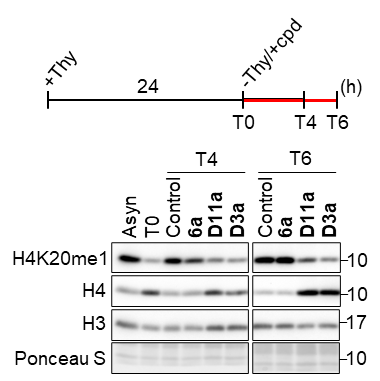 +Thy
24
-Thy/+cpd
(h)
T0
T4
T6
T4
T6
Asyn
T0
Control
6a
D11a
D3a
Control
6a
D11a
D3a
H4K20me1
10
H4
10
H3
17
Ponceau S
10